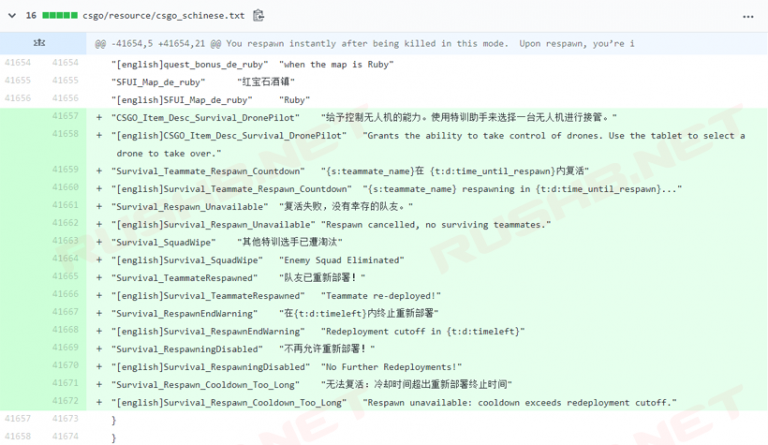 16 csgo/resource/csgo_schinese.txt ...
@@ -41654,5 +41654,21 @@ You respawn instantly after being killed in this mode.  Upon respawn, you're i
41654 41654 "[english]quest_bonus_de_ruby" "when the map is Ruby"
41655 41655 "SFUI_Map_de_ruby" "红宝石酒镇"
41656 41656 "[english]SFUI_Map_de_ruby" "Ruby"
41657 + "CSGO_Item_Desc_Survival_DronePilot" "给予控制无人机的能力。使用特训助手来选择一台无人机进行接管。"
41658 + "[english]CSGO_Item_Desc_Survival_DronePilot" "Grants the ability to take control of drones. Use the tablet to select a
drone to take over."
41659 + "Survival_Teammate_Respawn_Countdown" "{s:teammate_name}在 {t:d:time_until_respawn}内复活"
41660 + "[english]Survival_Teammate_Respawn_Countdown" "{s:teammate_name} respawning in {t:d:time_until_respawn}..."
41661 + "Survival_Respawn_Unavailable" "复活失败，没有幸存的队友。"
41662 + "[english]Survival_Respawn_Unavailable" "Respawn cancelled, no surviving teammates."
41663 + "Survival_SquadWipe" "其他特训选手已遭淘汰"
41664 + "[english]Survival_SquadWipe" "Enemy Squad Eliminated"
41665 + "Survival_TeammateRespawned" "队友已重新部署！"
41666 + "[english]Survival_TeammateRespawned" "Teammate re-deployed!"
41667 + "Survival_RespawnEndWarning" "在{t:d:timeleft}内终止重新部署"
41668 + "[english]Survival_RespawnEndWarning" "Redeployment cutoff in {t:d:timeleft}"
41669 + "Survival_RespawningDisabled" "不再允许重新部署！"
41670 + "[english]Survival_RespawningDisabled" "No Further Redeployments!"
41671 + "Survival_Respawn_Cooldown_Too_Long" "无法复活：冷却时间超出重新部署终止时间"
41672 + "[english]Survival_Respawn_Cooldown_Too_Long" "Respawn unavailable: cooldown exceeds redeployment cutoff."
41657 41673 }
41658 41674 }
RUSHB.NET
RUSHB.NET